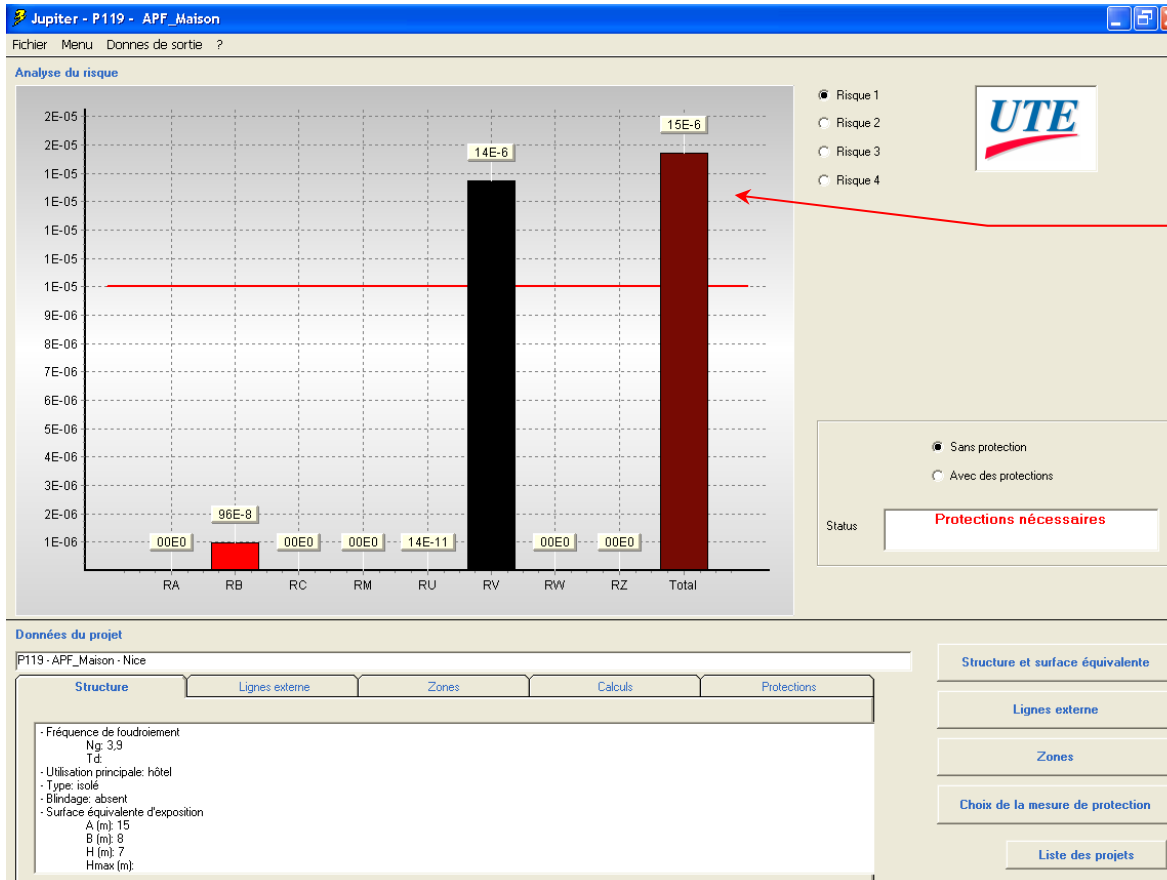 Jupiter - P119 - APF_Maison
Fichier Menu Donnes de sortie ?
Analyse du risque
2E-05
2E-05
1E-05
1E-05
1E-05
1E-05
1E-05
9E-06
8E-06
7E-06
6E-06
5E-06
4E-06
3E-06
2E-06
1E-06
00E0
96E-8
00E0
00E0
14E-11
14E-6
00E0
00E0
15E-6
RA RB RC RM RU RV RW RZ Total
Risque 1
Risque 2
Risque 3
Risque 4
UTE
Sans protection
Avec des protections
Status Protections nécessaires
Données du projet
P119 - APF_Maison - Nice
Structure Lignes externe Zones Calculs Protections
- Fréquence de foudroiement
Ng: 3,9
Td:
- Utilisation principale: hôtel
- Type: isolé
- Blindage: absent
- Surface équivalente d'exposition
A (m): 15
B (m): 8
H (m): 7
Hmax (m):
Structure et surface équivalente
Lignes externe
Zones
Choix de la mesure de protection
Liste des projets